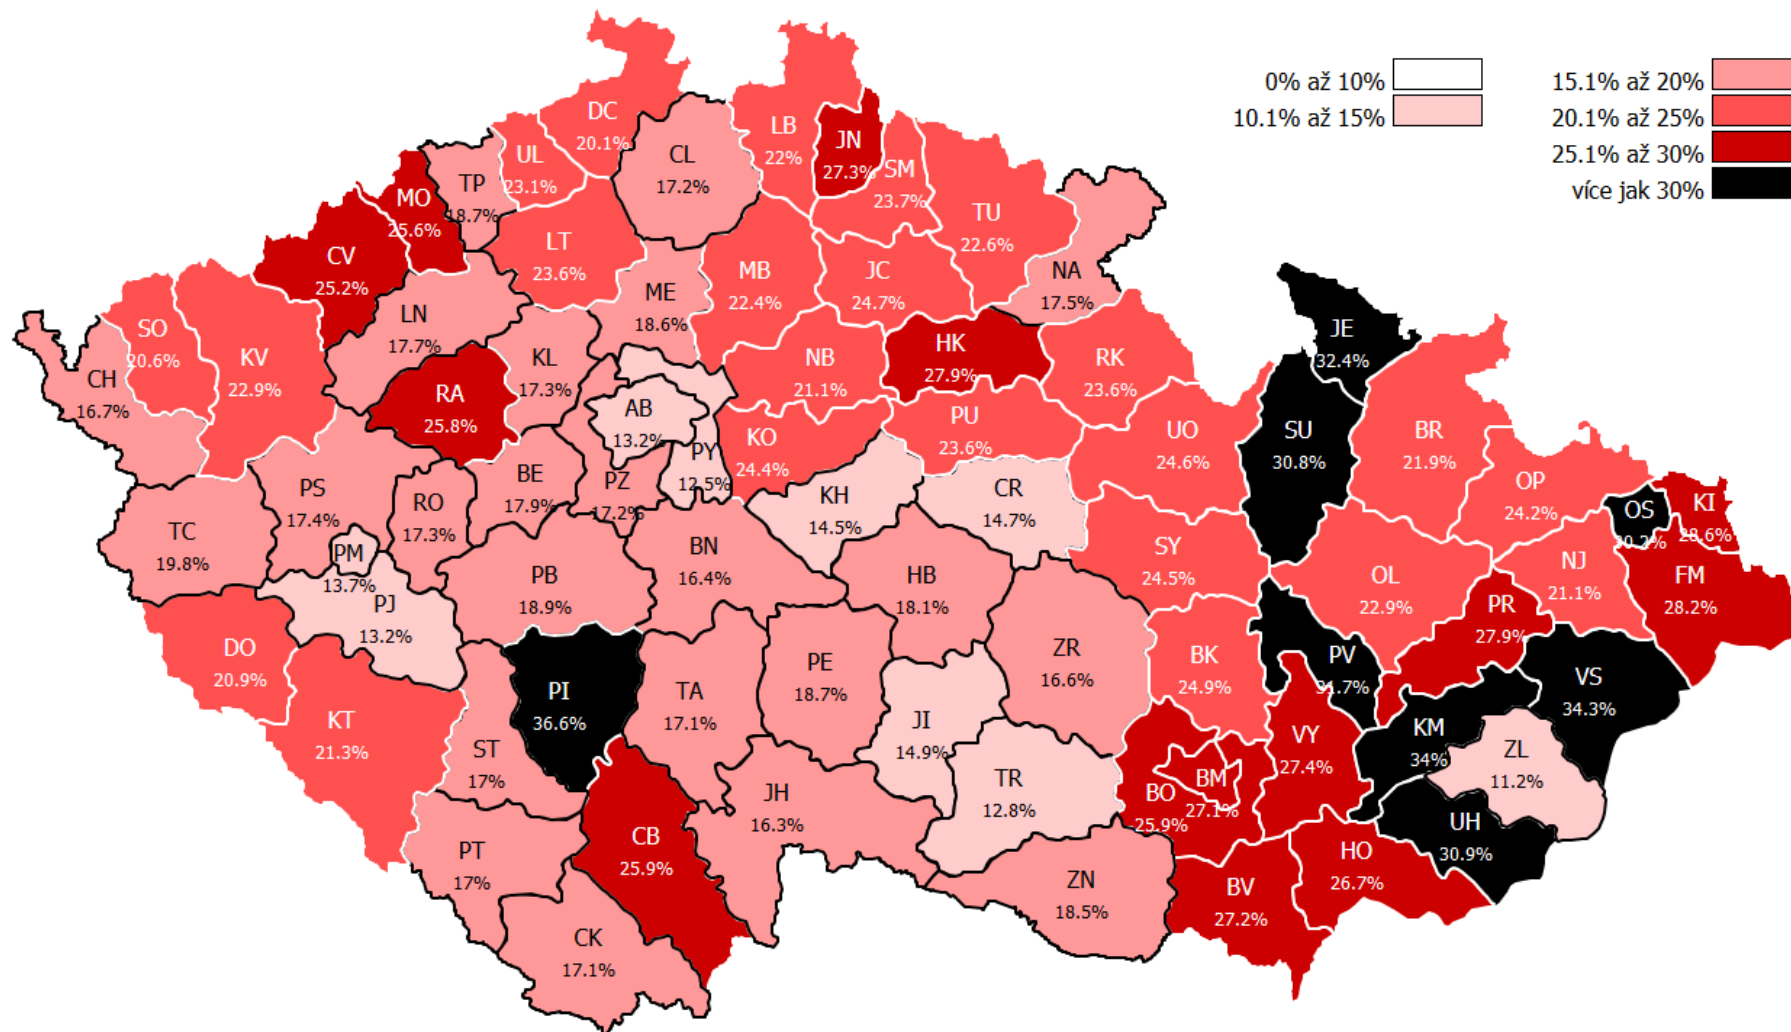 0% až 10%
10.1% až 15%
15.1% až 20%
20.1% až 25%
25.1% až 30%
více jak 30%
DC
20.1%
LB
22%
JN
27.3%
UL
23.1%
CL
17.2%
SM
23.7%
TP
18.7%
MO
25.6%
TU
22.6%
CV
25.2%
LT
23.6%
MB
22.4%
JC
24.7%
NA
17.5%
ME
18.6%
LN
17.7%
SO
20.6%
KV
22.9%
CH
16.7%
KL
17.3%
RA
25.8%
NB
21.1%
HK
27.9%
RK
23.6%
JE
32.4%
AB
13.2%
PY
12.5%
KO
24.4%
PU
23.6%
UO
24.6%
SU
30.8%
BR
21.9%
PS
17.4%
RO
17.3%
BE
17.9%
PZ
17.2%
KH
14.5%
CR
14.7%
OP
24.2%
OS
30.2%
KI
28.6%
TC
19.8%
PM
13.7%
PJ
13.2%
PB
18.9%
BN
16.4%
HB
18.1%
SY
24.5%
OL
22.9%
NJ
21.1%
FM
28.2%
PR
27.9%
DO
20.9%
KT
21.3%
PI
36.6%
TA
17.1%
PE
18.7%
ZR
16.6%
BK
24.9%
PV
31.7%
VS
34.3%
ST
17%
JI
14.9%
VY
27.4%
KM
34%
ZL
11.2%
TR
12.8%
BO
25.9%
BM
27.1%
UH
30.9%
JH
16.3%
CB
25.9%
PT
17%
HO
26.7%
ZN
18.5%
BV
27.2%
CK
17.1%